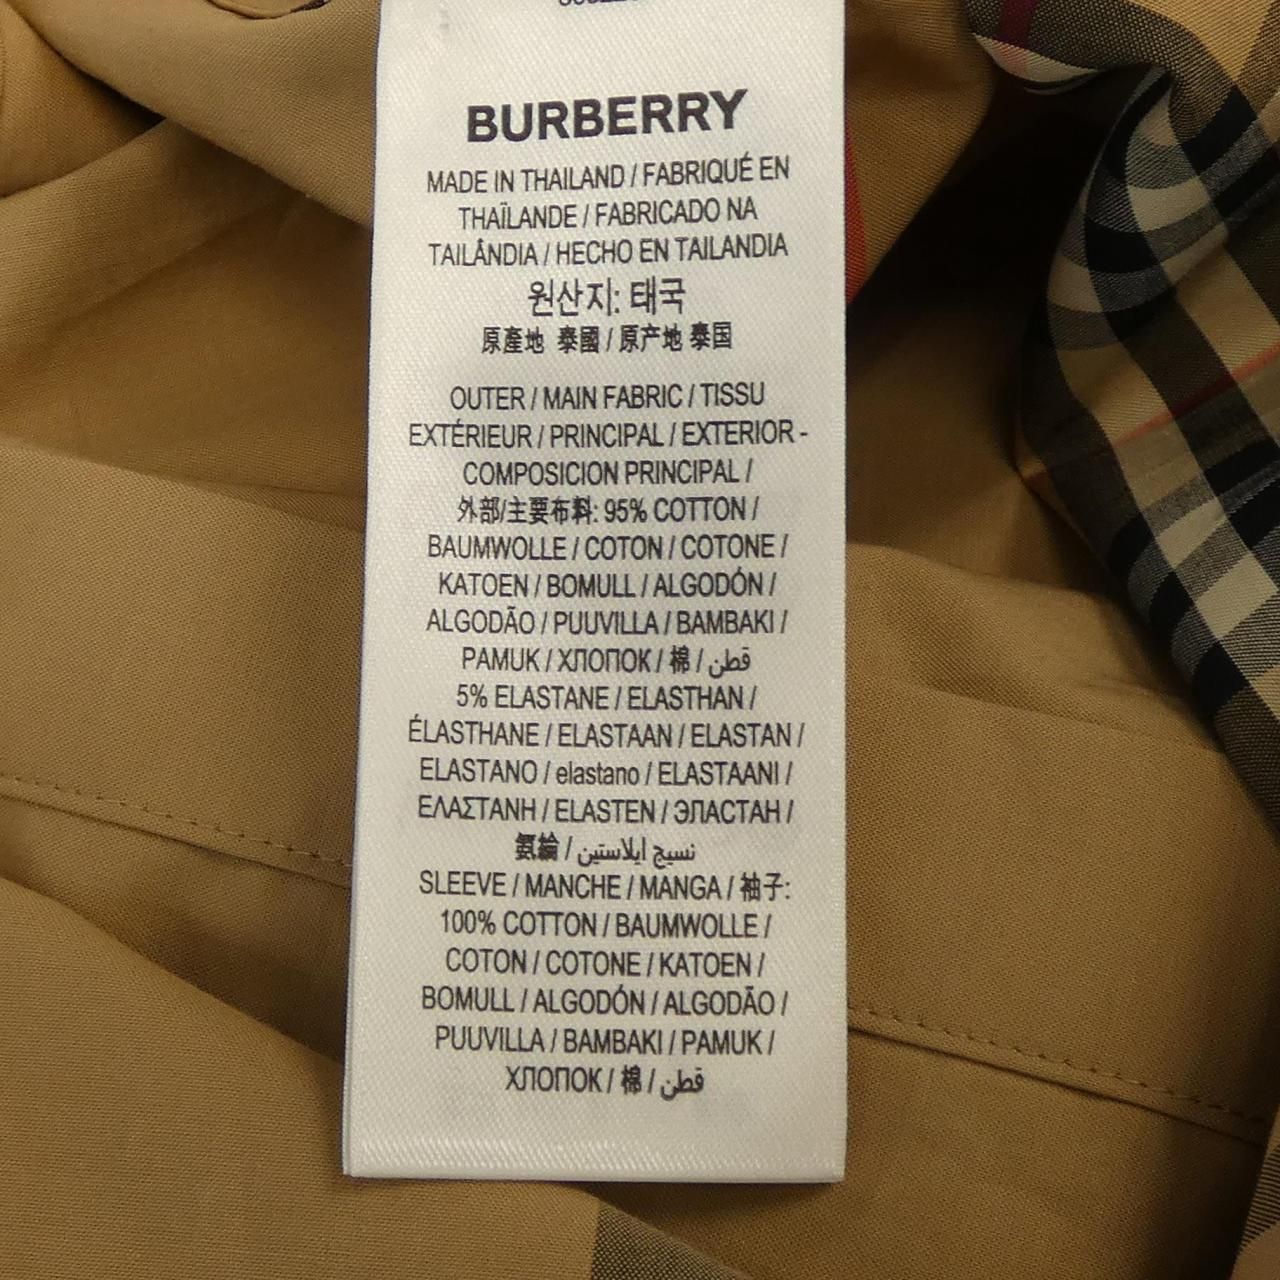 BURBERRY
MADE IN THAILAND / FABRIQUÉ EN
THAÏLANDE / FABRICADO NA
TAILÂNDIA / HECHO EN TAILANDIA
원산지: 태국
原產地 泰國 / 原产地 泰国
OUTER / MAIN FABRIC / TISSU
EXTÉRIEUR / PRINCIPAL / EXTERIOR -
COMPOSICION PRINCIPAL /
外部/主要布料: 95% COTTON /
BAUMWOLLE / COTON / COTONE /
KATOEN / BOMULL / ALGODÓN /
ALGODÃO / PUUVILLA / BAMBAKI /
PAMUK / ХЛОПОК / 棉 / قطن
5% ELASTANE / ELASTHAN /
ÉLASTHANE / ELASTAAN / ELASTAN /
ELASTANO / elastano / ELASTAANI /
ΕΛΑΣΤΑΝΗ / ELASTEN / ЭЛАСТАН /
氨綸 / نسيج ايلاستين
SLEEVE / MANCHE / MANGA / 袖子:
100% COTTON / BAUMWOLLE /
COTON / COTONE / KATOEN /
BOMULL / ALGODÓN / ALGODÃO /
PUUVILLA / BAMBAKI / PAMUK /
ХЛОПОК / 棉 / قطن